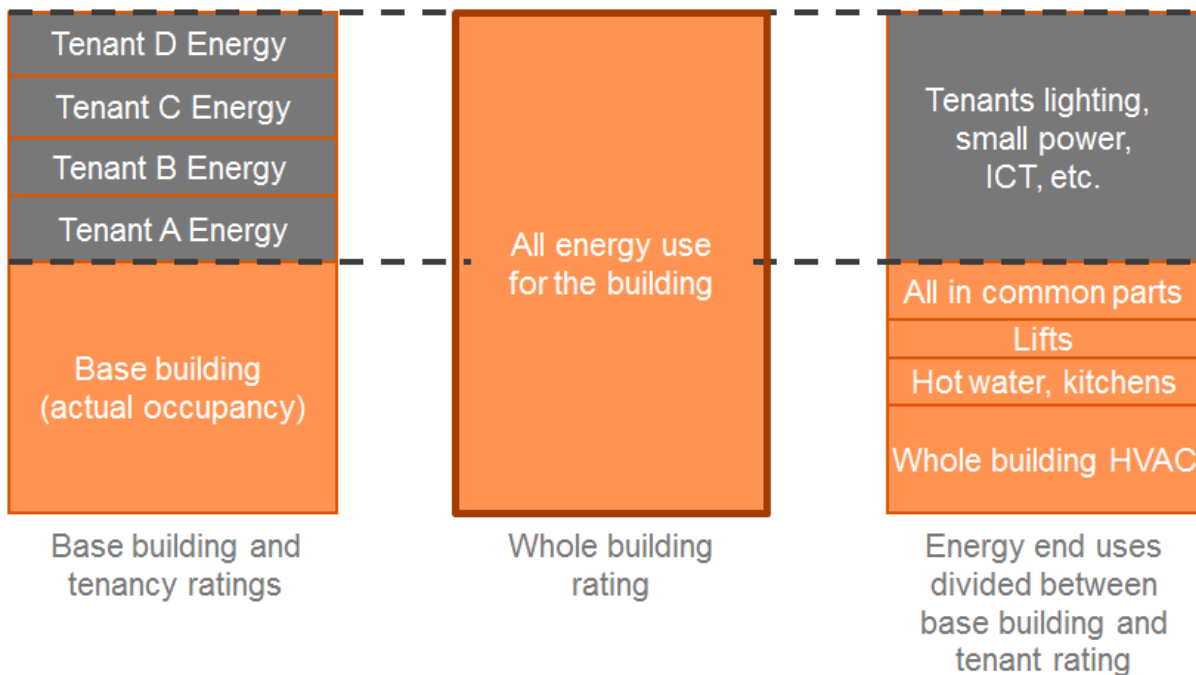 Tenant D Energy
Tenant C Energy
Tenant B Energy
Tenant A Energy
Base building
(actual occupancy)
Base building and
tenancy ratings
All energy use
for the building
Whole building
rating
Tenants lighting,
small power,
ICT, etc.
All in common parts
Lifts
Hot water, kitchens
Whole building HVAC
Energy end uses
divided between
base building and
tenant rating